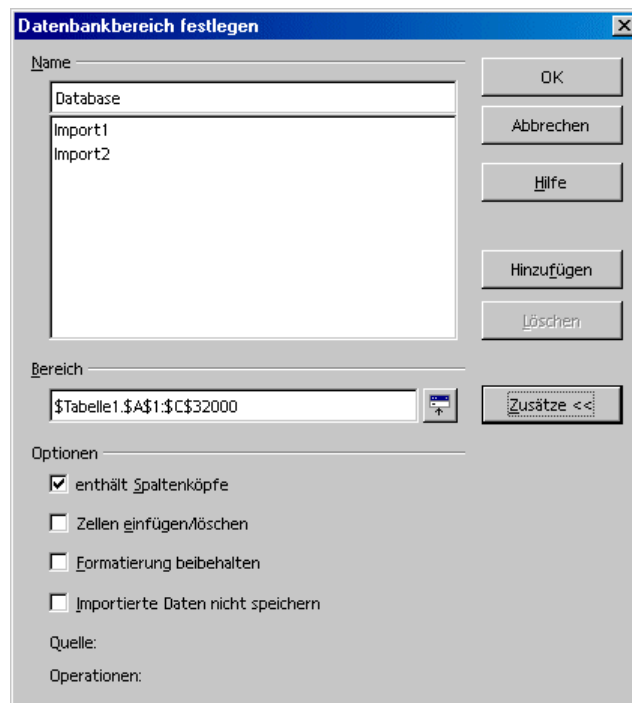 Datenbankbereich festlegen
Name
Database
Import1
Import2
OK
Abbrechen
Hilfe
Hinzufügen
Löschen
Bereich
$Tabelle1.$A$1:$C$32000
Zusätze <<
Optionen
enthält Spaltenköpfe
Zellen einfügen/löschen
Formatierung beibehalten
Importierte Daten nicht speichern
Quelle:
Operationen: